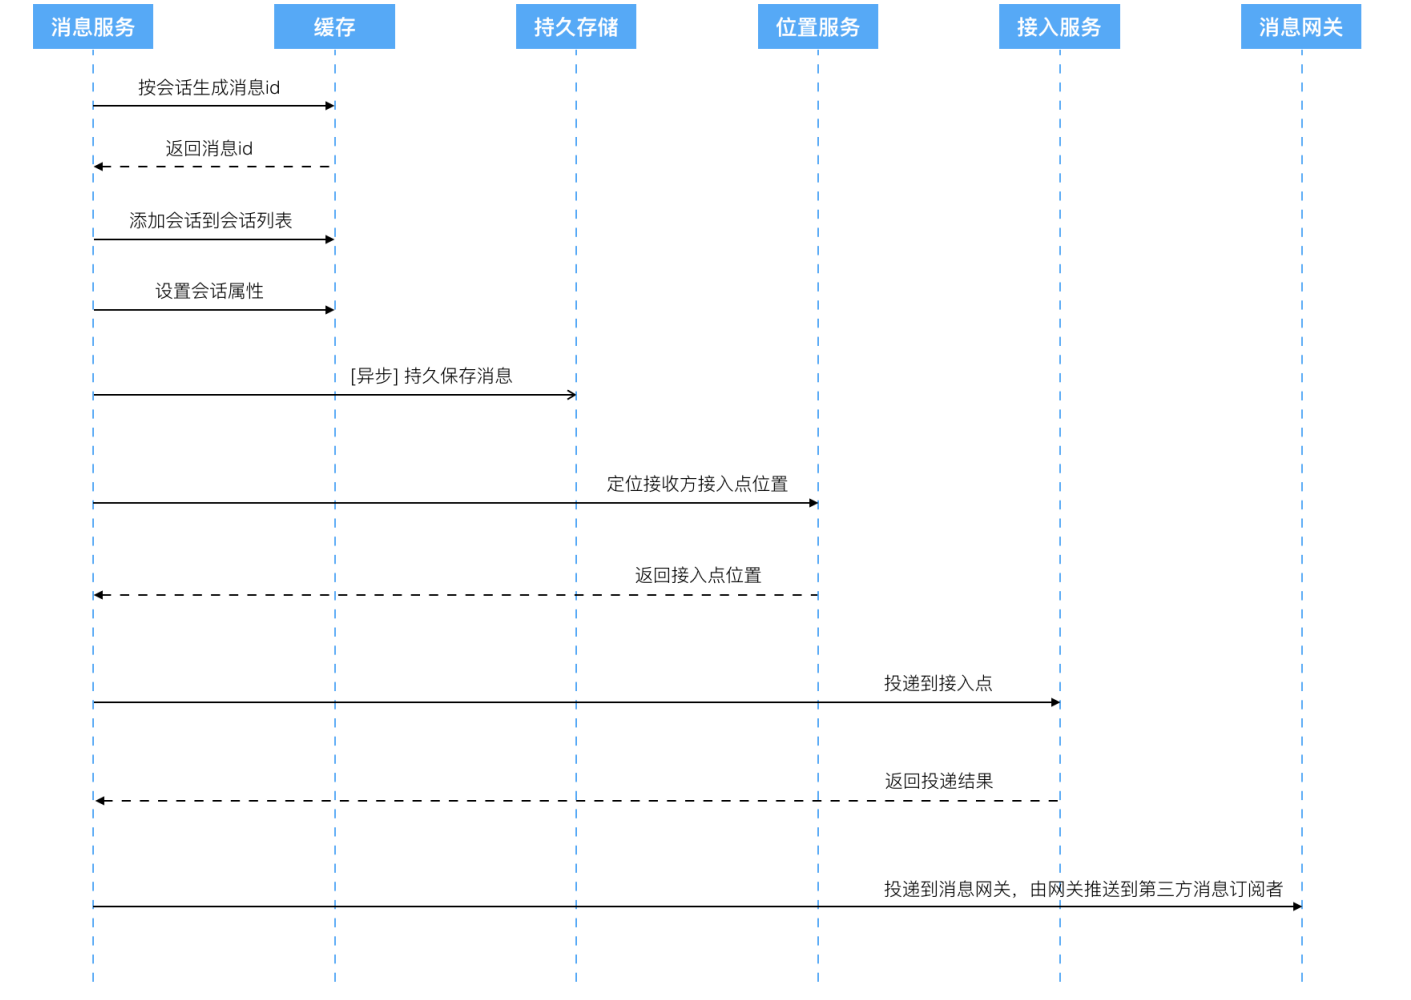 消息服务
缓存
持久存储
位置服务
接入服务
消息网关
按会话生成消息id
返回消息id
添加会话到会话列表
设置会话属性
[异步] 持久保存消息
定位接收方接入点位置
返回接入点位置
投递到接入点
返回投递结果
投递到消息网关，由网关推送到第三方消息订阅者